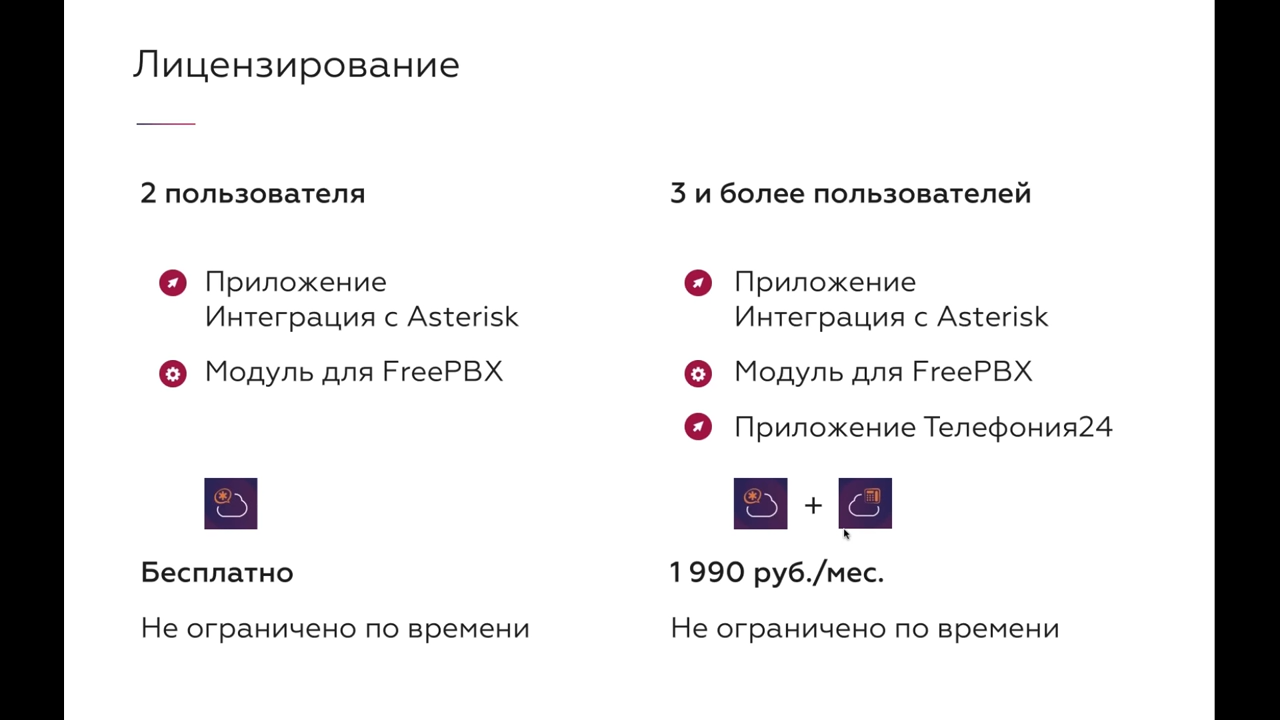 Лицензирование
2 пользователя
Приложение
Интеграция с Asterisk
Модуль для FreePBX
Бесплатно
Не ограничено по времени
3 и более пользователей
Приложение
Интеграция с Asterisk
Модуль для FreePBX
Приложение Телефония24
+
1 990 руб./мес.
Не ограничено по времени